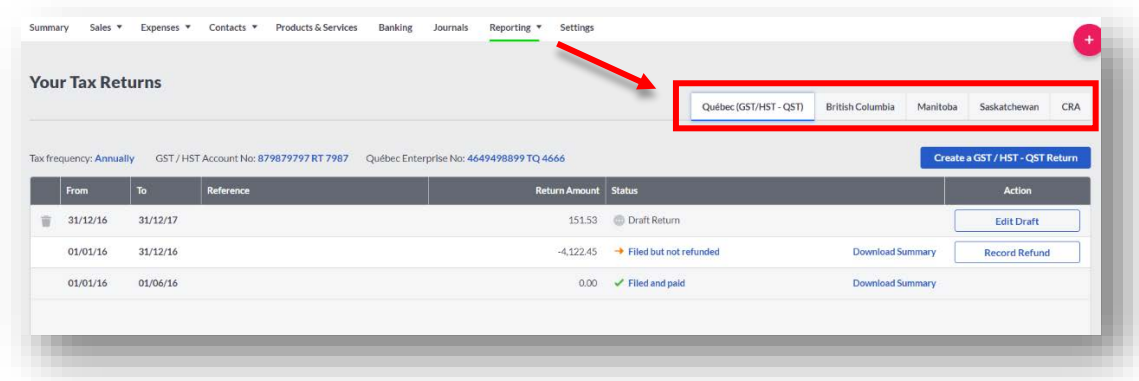 Summary Sales Expenses Contacts Products & Services Banking Journals Reporting Settings
+
Your Tax Returns
Québec (GST/HST - QST) British Columbia Manitoba Saskatchewan CRA
Tax frequency: Annually GST / HST Account No: 879879797 RT 7987 Québec Enterprise No: 4649498899 TQ 4666 Create a GST / HST - QST Return
From To Reference Return Amount Status Action
31/12/16 31/12/17 151.53 Draft Return Edit Draft
01/01/16 31/12/16 -4,122.45 Filed but not refunded Download Summary Record Refund
01/01/16 01/06/16 0.00 Filed and paid Download Summary